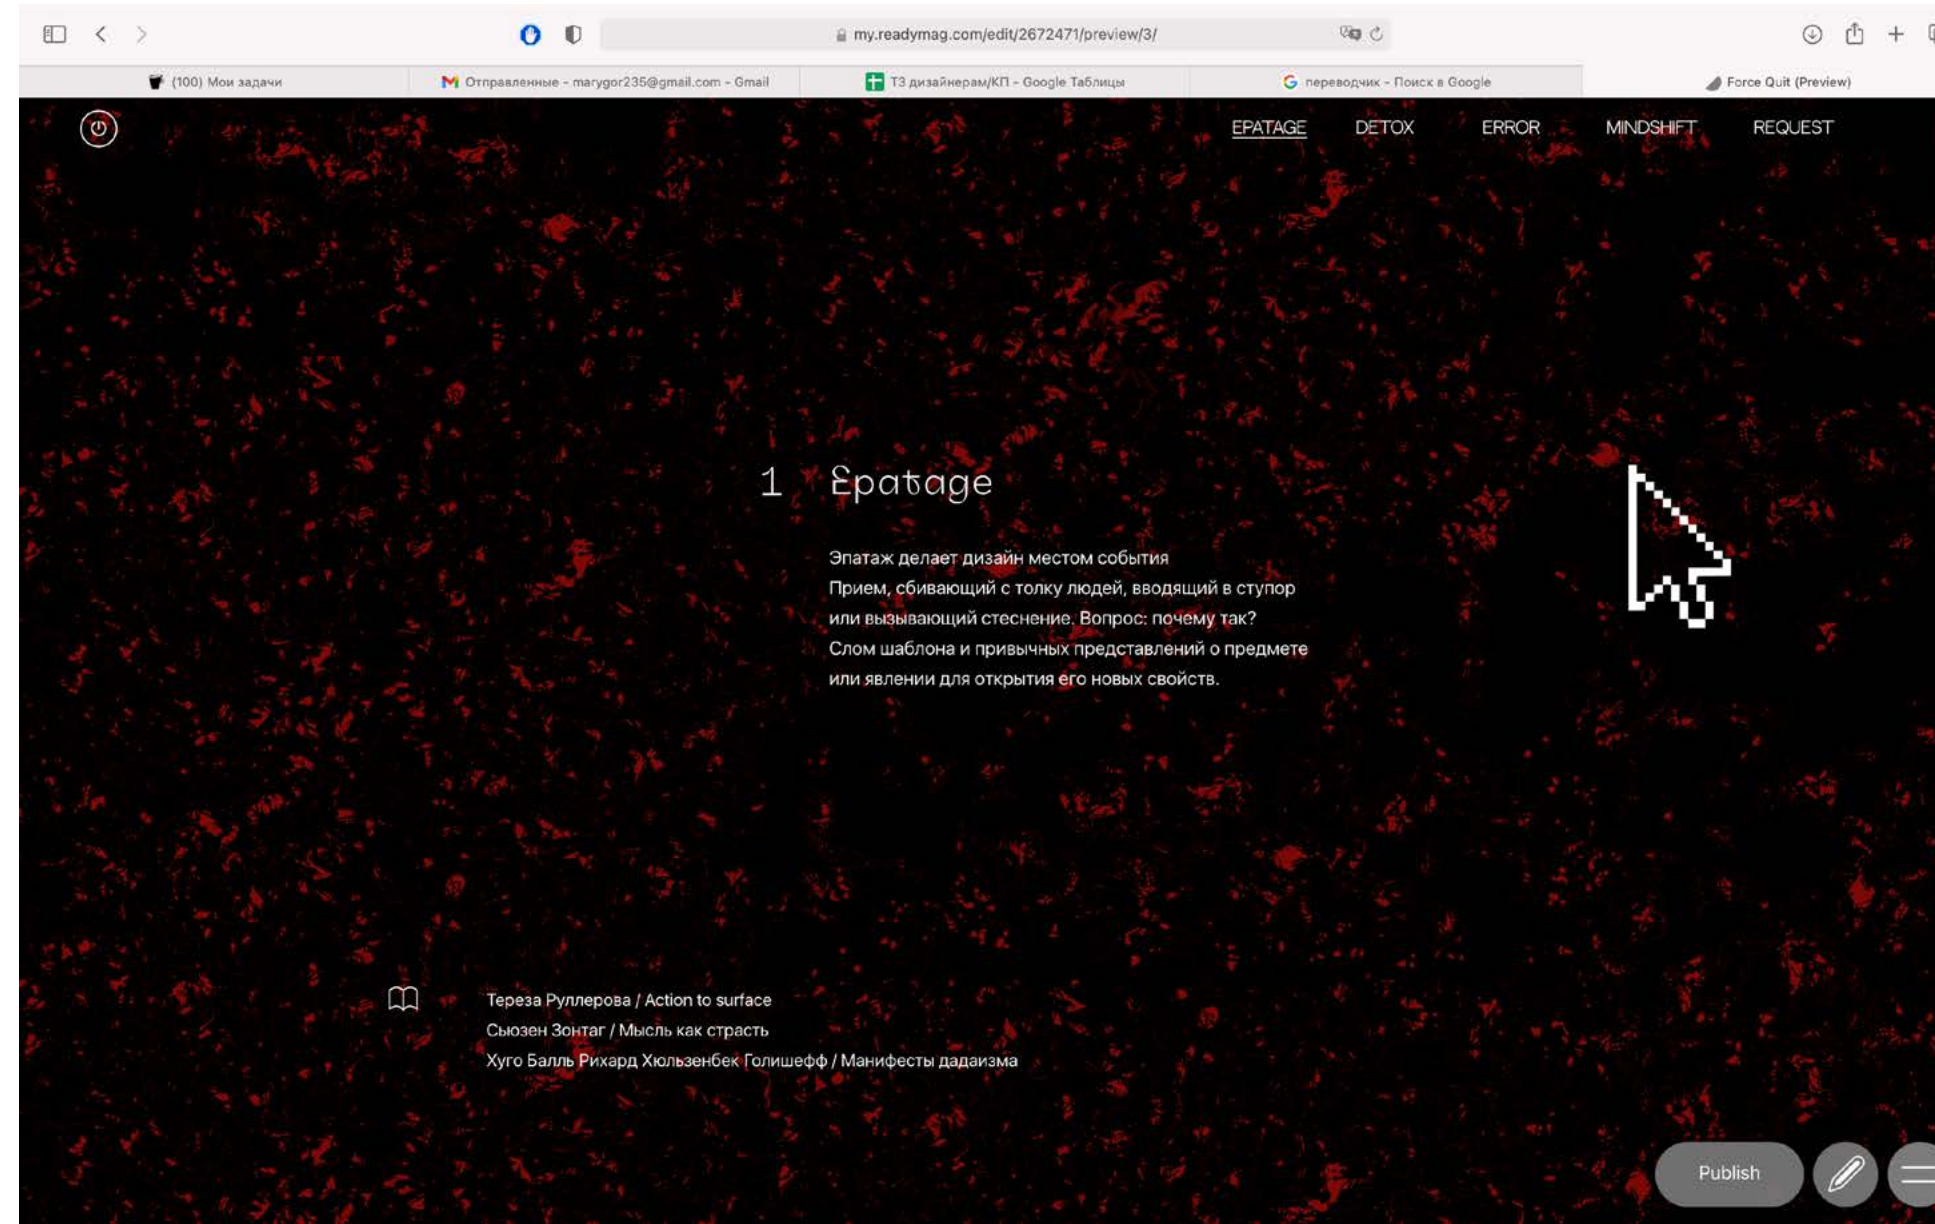 my.readymag.com/edit/2672471/preview/3/
(100) Мои задачи
Отправленные – marygor235@gmail.com – Gmail
ТЗ дизайнерам/КП – Google Таблицы
переводчик – Поиск в Google
Force Quit (Preview)
EPATAGE DETOX ERROR MINDSHIFT REQUEST
1 Epatage
Эпатаж делает дизайн местом события
Прием, сбивающий с толку людей, вводящий в ступор
или вызывающий стеснение. Вопрос: почему так?
Слом шаблона и привычных представлений о предмете
или явлении для открытия его новых свойств.
Тереза Руллерова / Action to surface
Сьюзен Зонтаг / Мысль как страсть
Хуго Балль Рихард Хюльзенбек Голишефф / Манифесты дадаизма
Publish